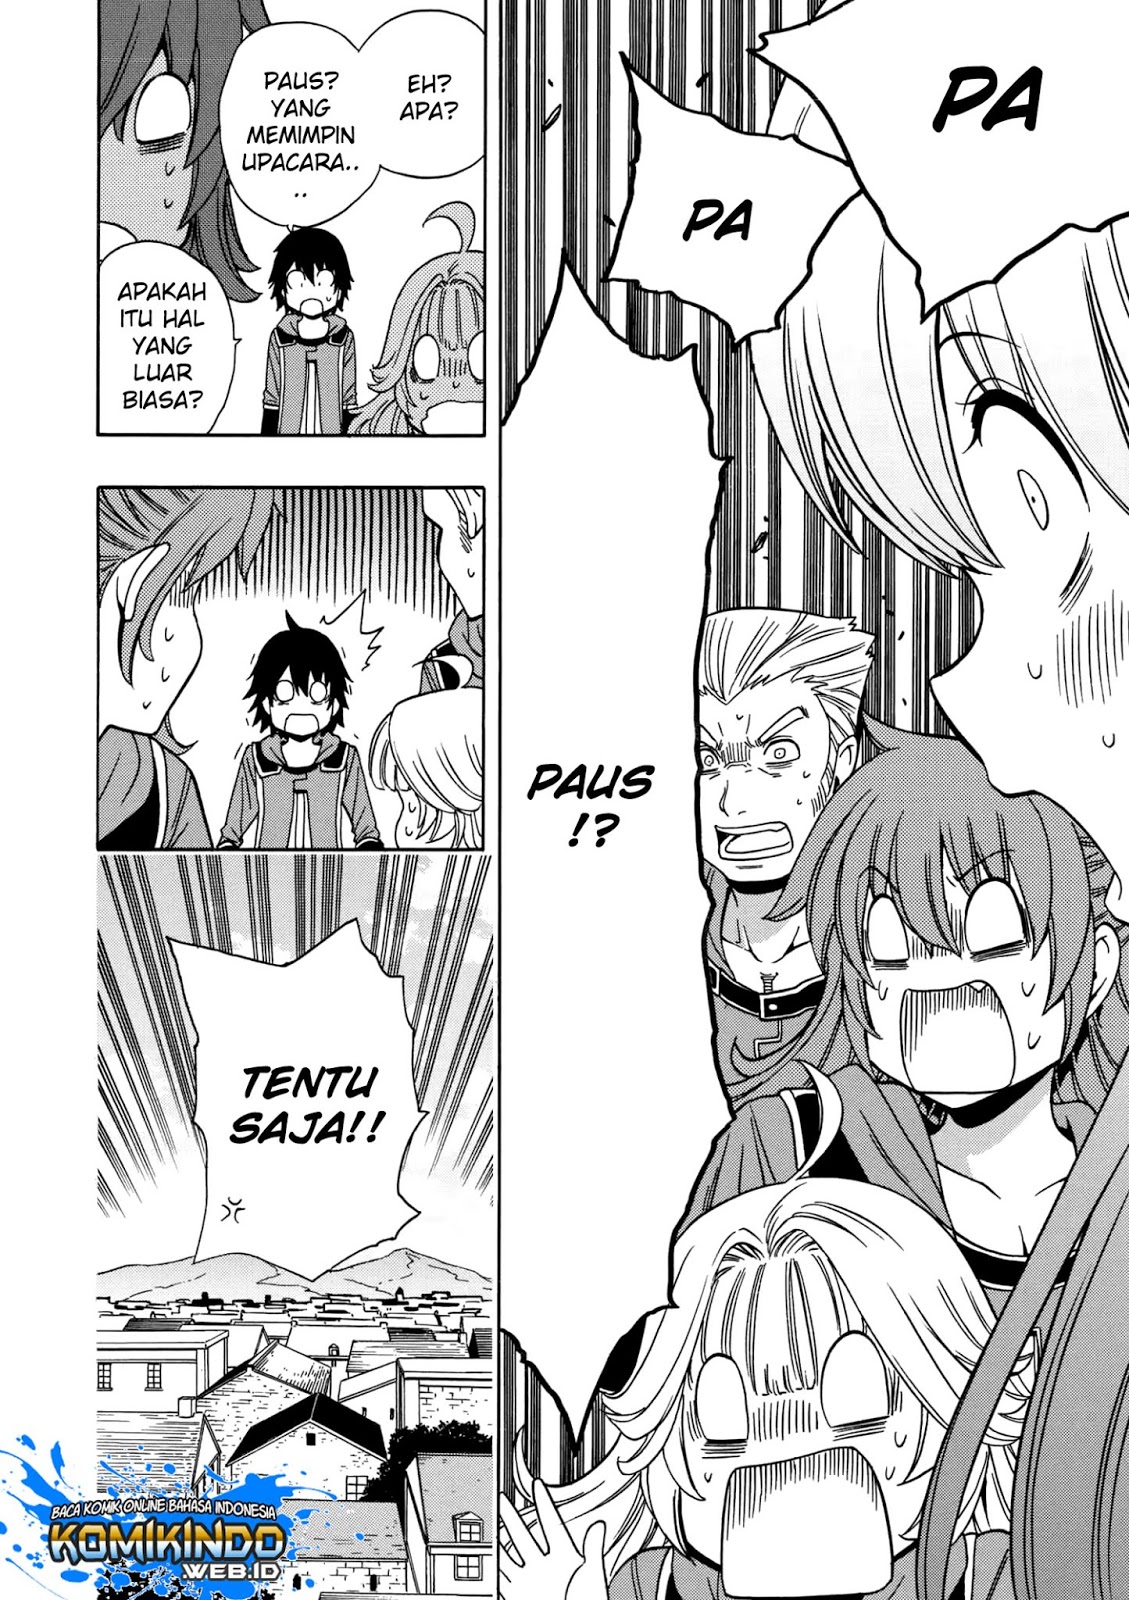 PA
PA
PAUS
!?
EH?
APA?
PAUS?
YANG
MEMIMPIN
UPACARA..
..
APAKAH
ITU HAL
YANG
LUAR
BIASA?
TENTU
SAJA!!
BACA KOMIK ONLINE BAHASA INDONESIA
KOMIKINDO
WEB.ID